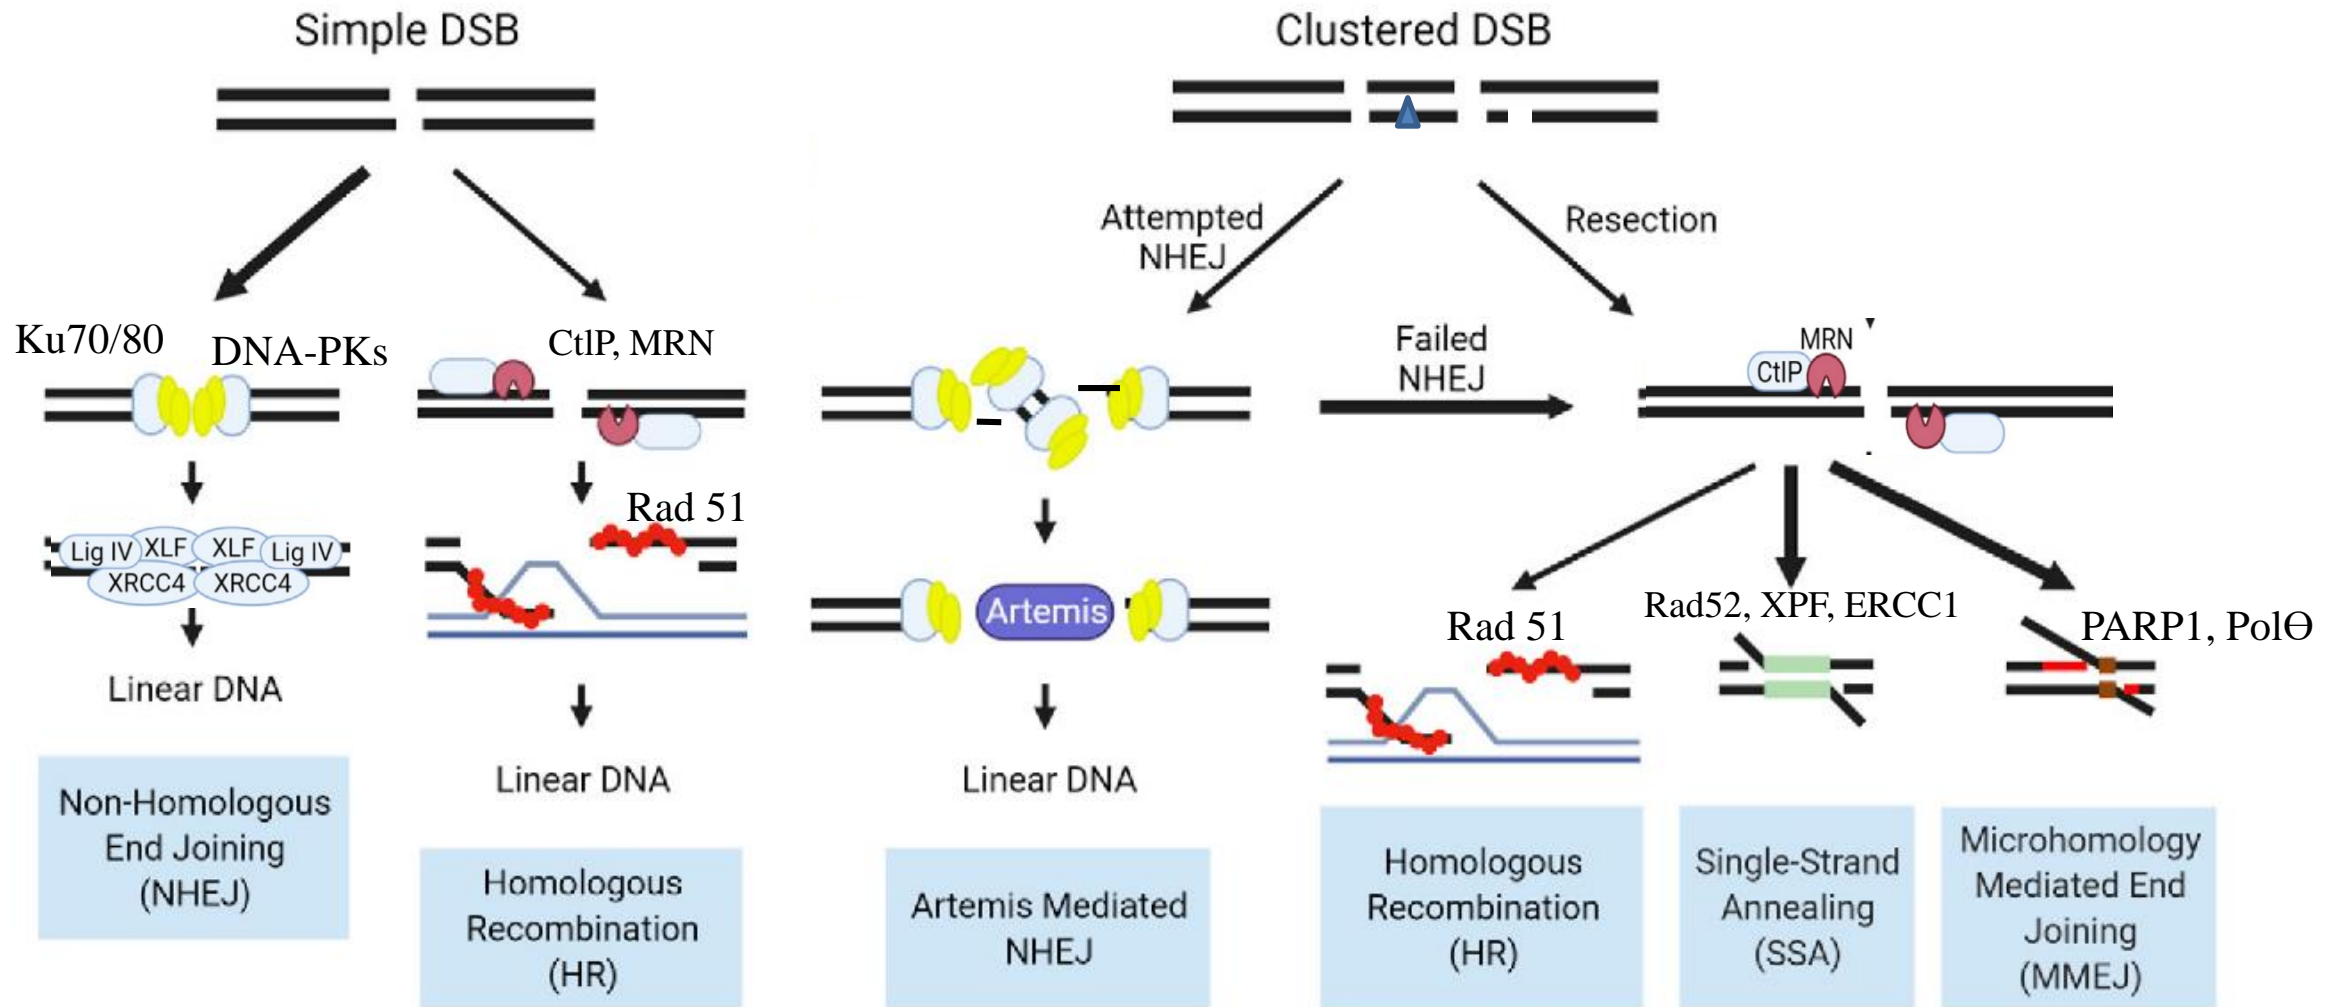 Simple DSB
Clustered DSB
Attempted
NHEJ
Resection
Ku70/80
DNA-PKs
CtlP, MRN
Failed
NHEJ
MRN
CtIP
Rad 51
Lig IV
XLF
XLF
Lig IV
XRCC4
XRCC4
Artemis
Rad 51
Rad52, XPF, ERCC1
PARP1, PolƟ
Linear DNA
Linear DNA
Linear DNA
Non-Homologous
End Joining
(NHEJ)
Homologous
Recombination
(HR)
Artemis Mediated
NHEJ
Homologous
Recombination
(HR)
Single-Strand
Annealing
(SSA)
Microhomology
Mediated End
Joining
(MMEJ)